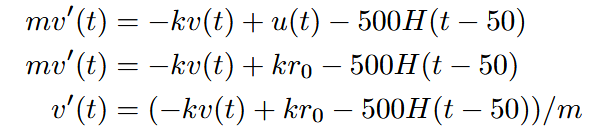 mv′(t) = −kv(t) + u(t) − 500H(t − 50)
mv′(t) = −kv(t) + kr₀ − 500H(t − 50)
v′(t) = (−kv(t) + kr₀ − 500H(t − 50))/m